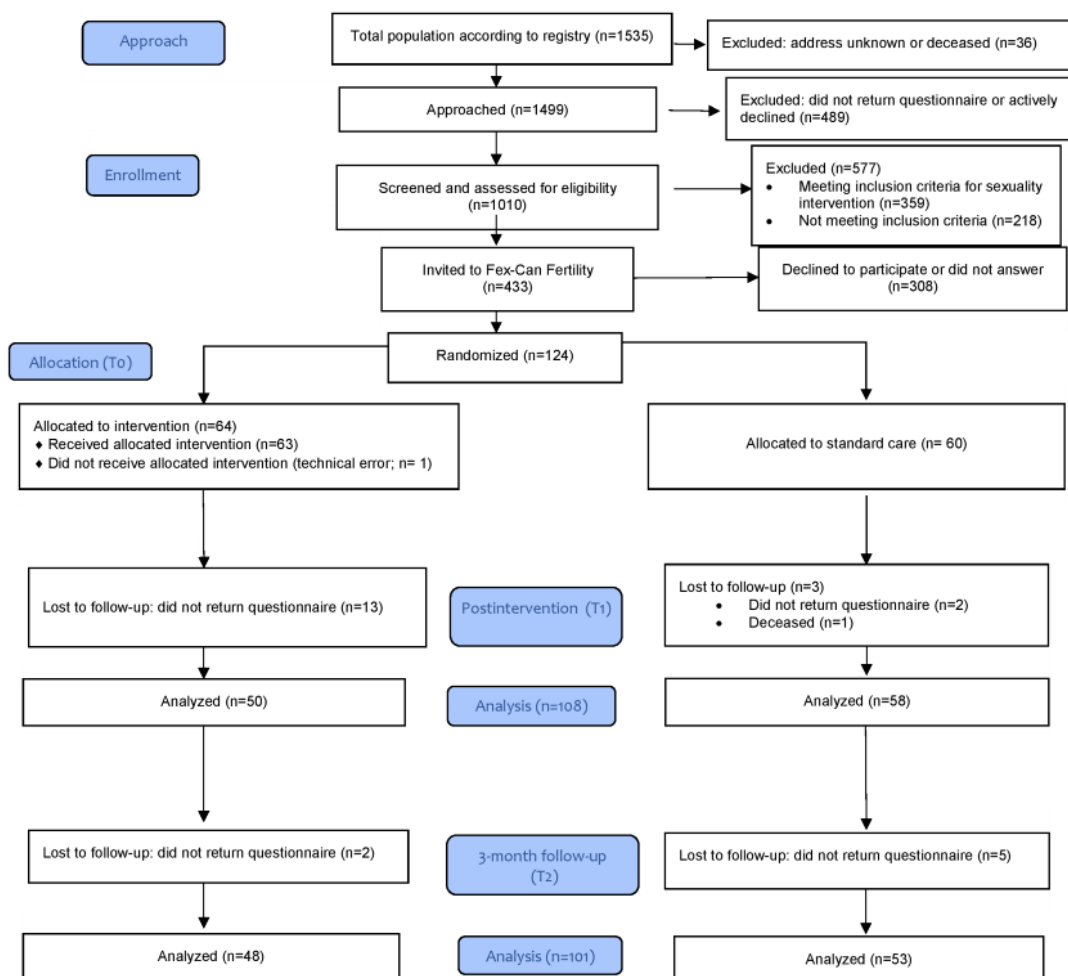 Approach
Total population according to registry (n=1535)
Excluded: address unknown or deceased (n=36)
Approached (n=1499)
Excluded: did not return questionnaire or actively
declined (n=489)
Enrollment
Screened and assessed for eligibility
(n=1010)
Excluded (n=577)
• Meeting inclusion criteria for sexuality
intervention (n=359)
• Not meeting inclusion criteria (n=218)
Invited to Fex-Can Fertility
(n=433)
Declined to participate or did not answer
(n=308)
Randomized (n=124)
Allocation (T0)
Allocated to intervention (n=64)
♦ Received allocated intervention (n=63)
♦ Did not receive allocated intervention (technical error; n= 1)
Allocated to standard care (n= 60)
Lost to follow-up: did not return questionnaire (n=13)
Postintervention (T1)
Lost to follow-up (n=3)
• Did not return questionnaire (n=2)
• Deceased (n=1)
Analyzed (n=50)
Analysis (n=108)
Analyzed (n=58)
Lost to follow-up: did not return questionnaire (n=2)
3-month follow-up
(T2)
Lost to follow-up: did not return questionnaire (n=5)
Analyzed (n=48)
Analysis (n=101)
Analyzed (n=53)